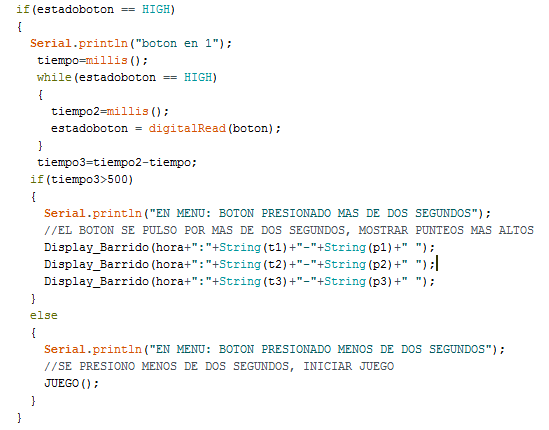 if(estadoboton == HIGH)
{
Serial.println("boton en 1");
tiempo=millis();
while(estadoboton == HIGH)
{
tiempo2=millis();
estadoboton = digitalRead(boton);
}
tiempo3=tiempo2-tiempo;
if(tiempo3>500)
{
Serial.println("EN MENU: BOTON PRESIONADO MAS DE DOS SEGUNDOS");
//EL BOTON SE PULSO POR MAS DE DOS SEGUNDOS, MOSTRAR PUNTEOS MAS ALTOS
Display_Barrido(hora+":"+String(t1)+"-"+String(p1)+" ");
Display_Barrido(hora+":"+String(t2)+"-"+String(p2)+" ");
Display_Barrido(hora+":"+String(t3)+"-"+String(p3)+" ");
}
else
{
Serial.println("EN MENU: BOTON PRESIONADO MENOS DE DOS SEGUNDOS");
//SE PRESIONO MENOS DE DOS SEGUNDOS, INICIAR JUEGO
JUEGO();
}
}